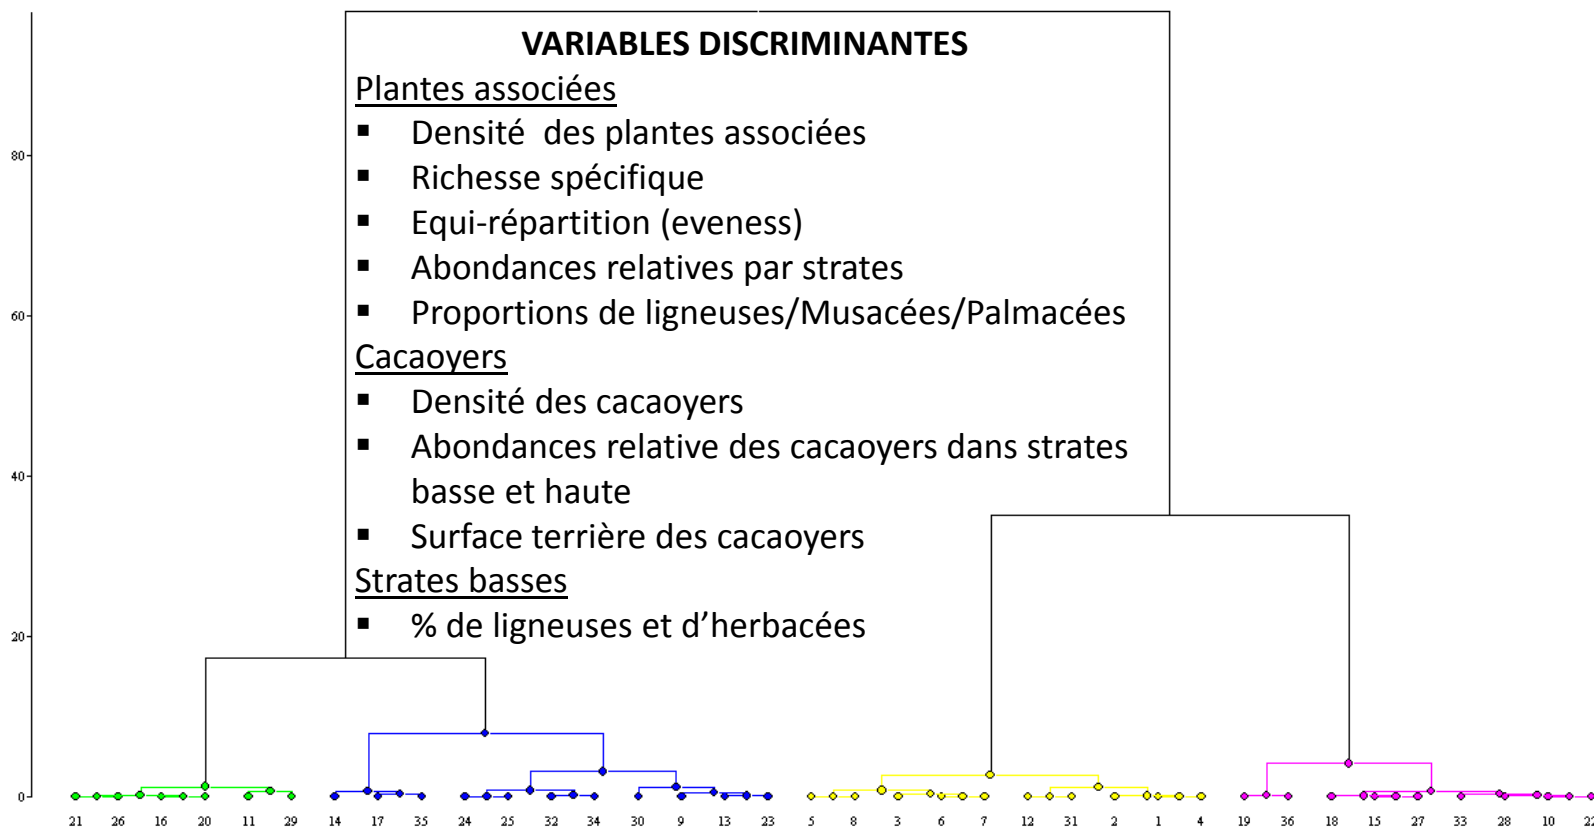 VARIABLES DISCRIMINANTES
Plantes associées
▪ Densité des plantes associées
▪ Richesse spécifique
▪ Equi-répartition (eveness)
▪ Abondances relatives par strates
▪ Proportions de ligneuses/Musacées/Palmacées
Cacaoyers
▪ Densité des cacaoyers
▪ Abondances relative des cacaoyers dans strates
basse et haute
▪ Surface terrière des cacaoyers
Strates basses
▪ % de ligneuses et d’herbacées
80
60
40
20
0
21 26 16 20 11 29 14 17 35 24 25 32 34 30 9 13 23 5 8 3 6 7 12 31 2 1 4 19 36 18 15 27 33 28 10 22